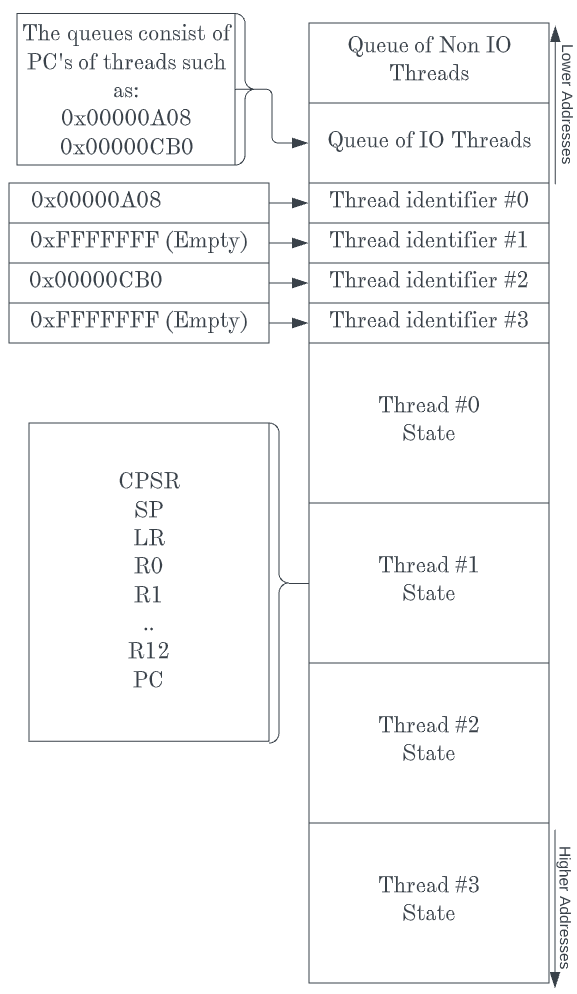 The queues consist of
PC's of threads such
as:
0x00000A08
0x00000CB0
Queue of Non IO
Threads
Queue of IO Threads
Lower Addresses
0x00000A08
Thread identifier #0
0xFFFFFFF (Empty)
Thread identifier #1
0x00000CB0
Thread identifier #2
0xFFFFFFF (Empty)
Thread identifier #3
Thread #0
State
CPSR
SP
LR
R0
R1
..
R12
PC
Thread #1
State
Thread #2
State
Thread #3
State
Higher Addresses